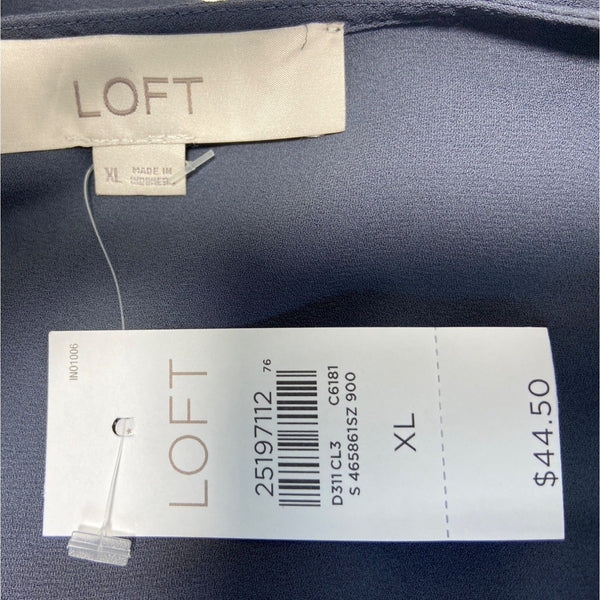 LOFT
XL MADE IN
IN01006
LOFT
25197112 76
D311 CL3 C6181
S 465861SZ 900
XL
$44.50